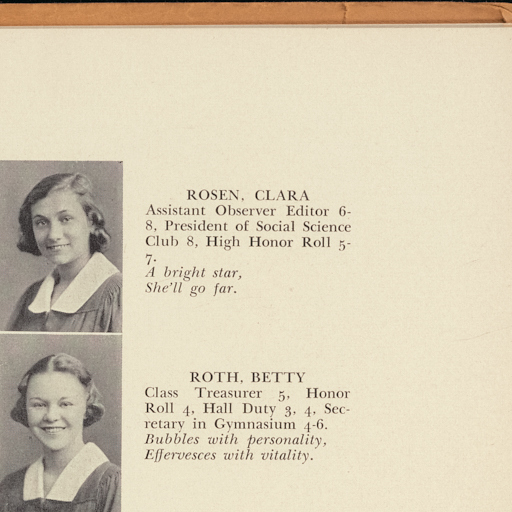 ROSEN, CLARA
Assistant Observer Editor 6-
8, President of Social Science
Club 8, High Honor Roll 5-
7.
A bright star,
She'll go far.
ROTH, BETTY
Class Treasurer 5, Honor
Roll 4, Hall Duty 3, 4, Sec-
retary in Gymnasium 4-6.
Bubbles with personality,
Effervesces with vitality.